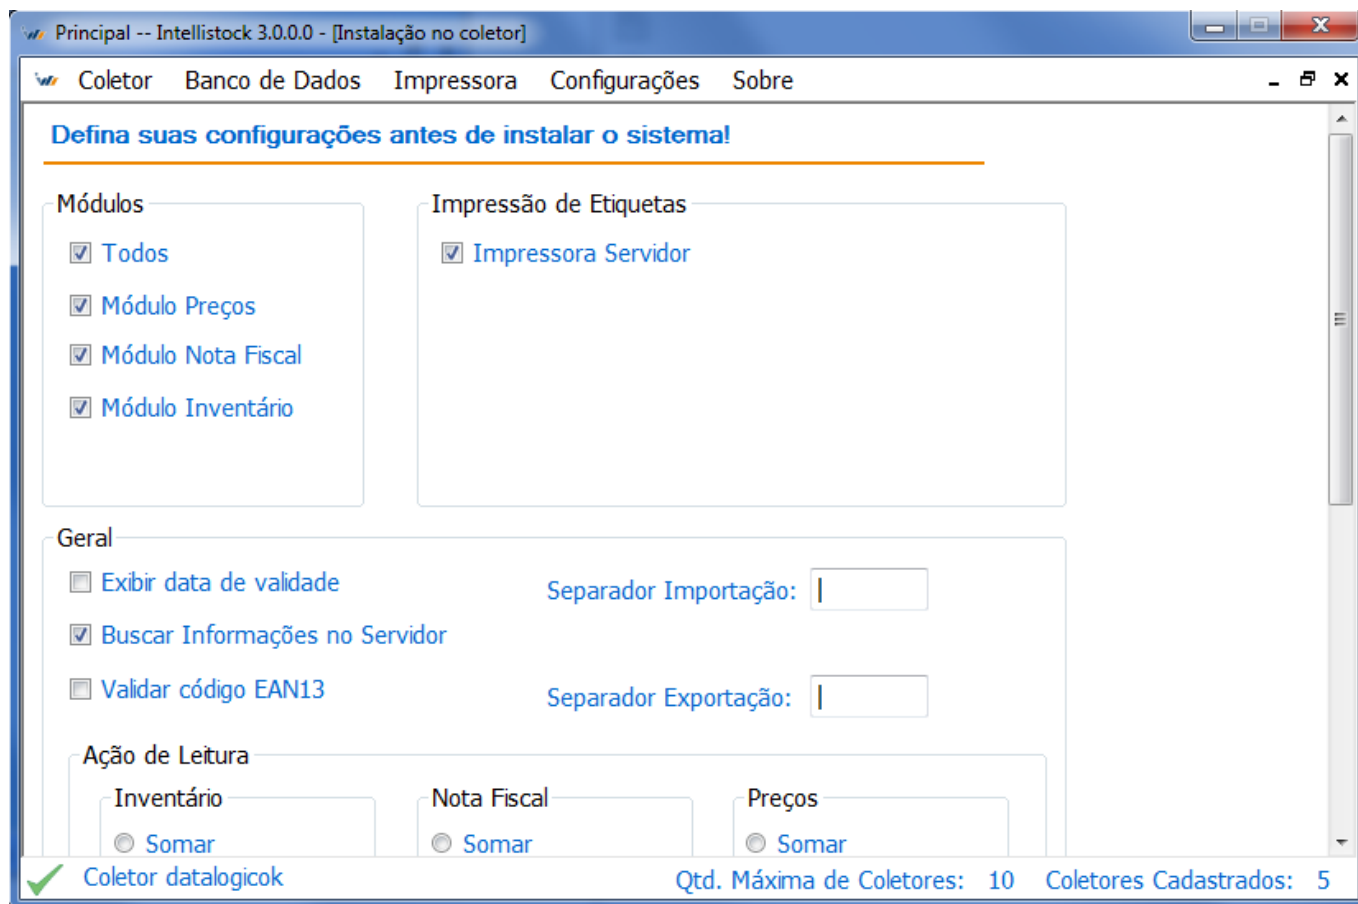 Principal -- Intellistock 3.0.0.0 - [Instalação no coletor]
Coletor Banco de Dados Impressora Configurações Sobre
Defina suas configurações antes de instalar o sistema!
Módulos
Todos
Módulo Preços
Módulo Nota Fiscal
Módulo Inventário
Impressão de Etiquetas
Impressora Servidor
Geral
Exibir data de validade
Buscar Informações no Servidor
Validar código EAN13
Separador Importação: |
Separador Exportação: |
Ação de Leitura
Inventário
Somar
Nota Fiscal
Somar
Preços
Somar
Coletor datalogicok
Qtd. Máxima de Coletores: 10 Coletores Cadastrados: 5